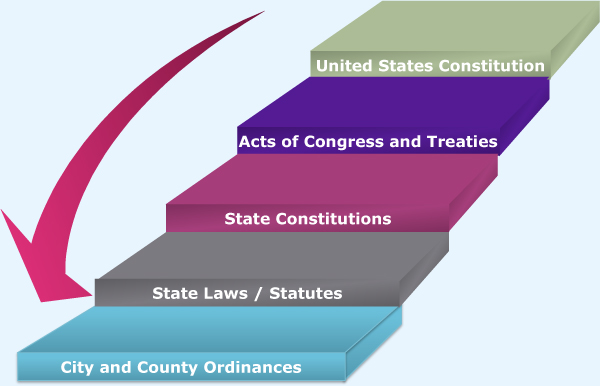 United States Constitution
Acts of Congress and Treaties
State Constitutions
State Laws / Statutes
City and County Ordinances